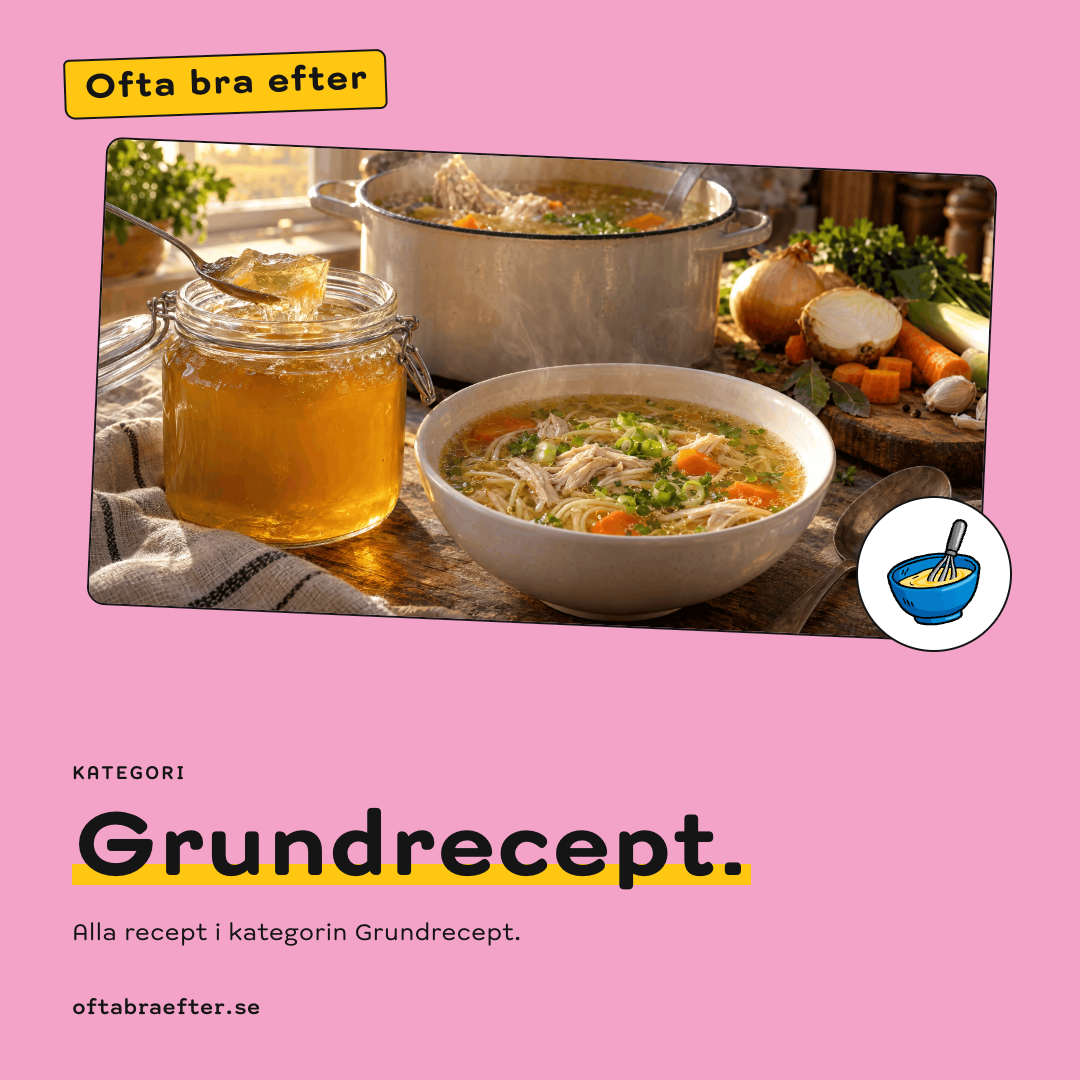 Ofta bra efter
KATEGORI
Grundrecept.
Alla recept i kategorin Grundrecept.
oftabraefter.se